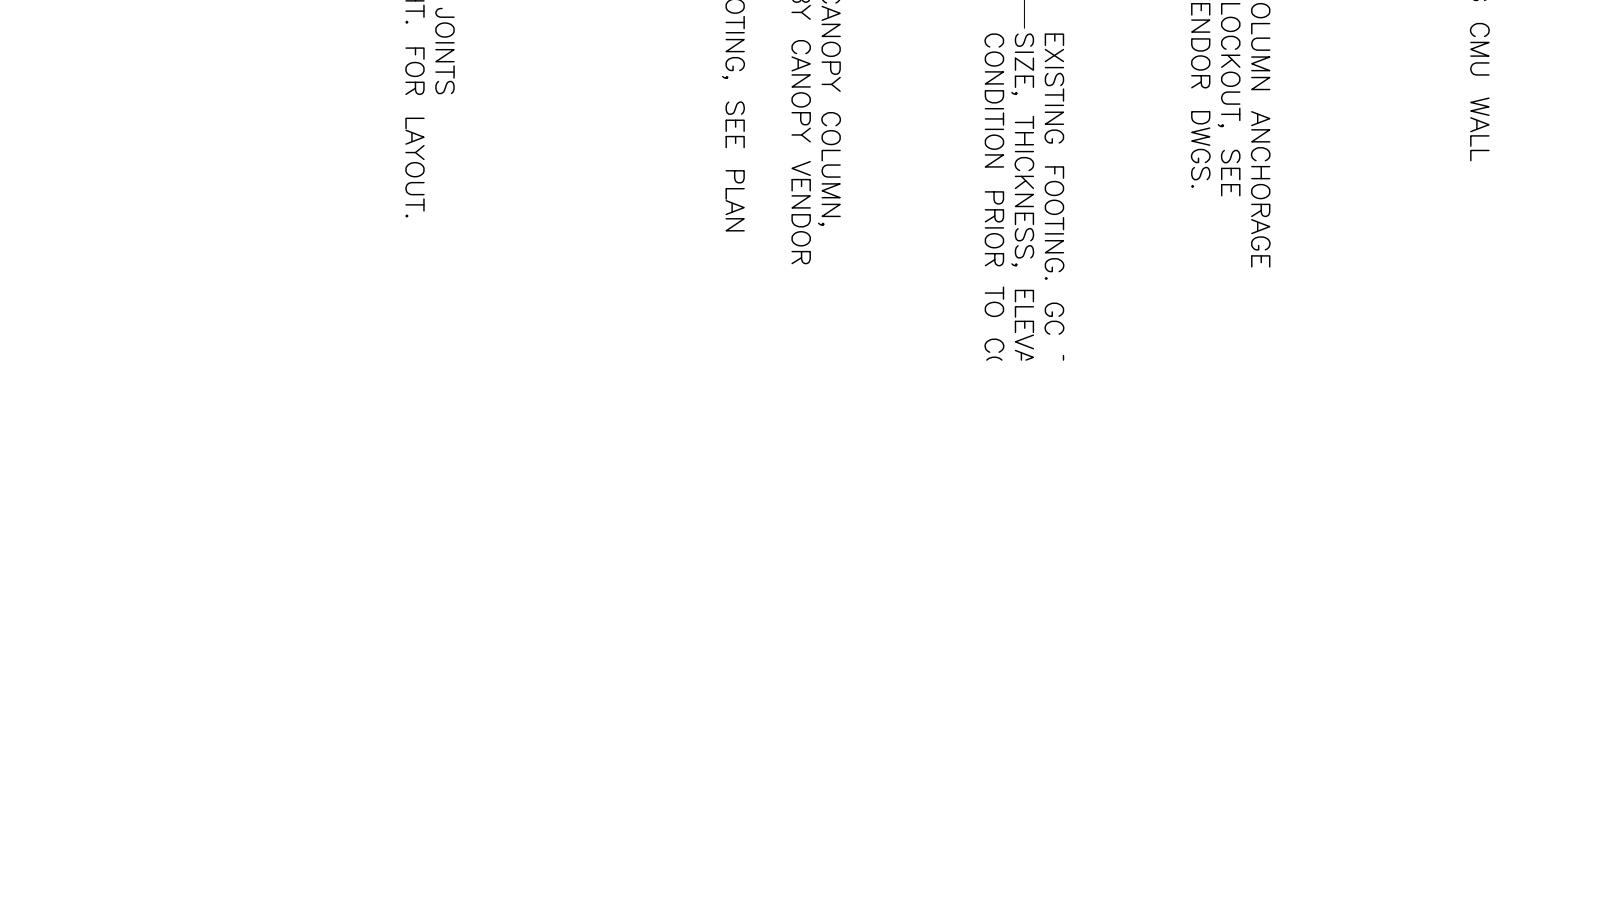 CMU WALL
OLUMN ANCHORAGE
LOCKOUT, SEE
ENDOR DWGS.
EXISTING FOOTING. GC
SIZE, THICKNESS, ELEVA
CONDITION PRIOR TO
CANOPY COLUMN,
BY CANOPY VENDOR
OTING, SEE PLAN
JOINTS
HT. FOR LAYOUT.